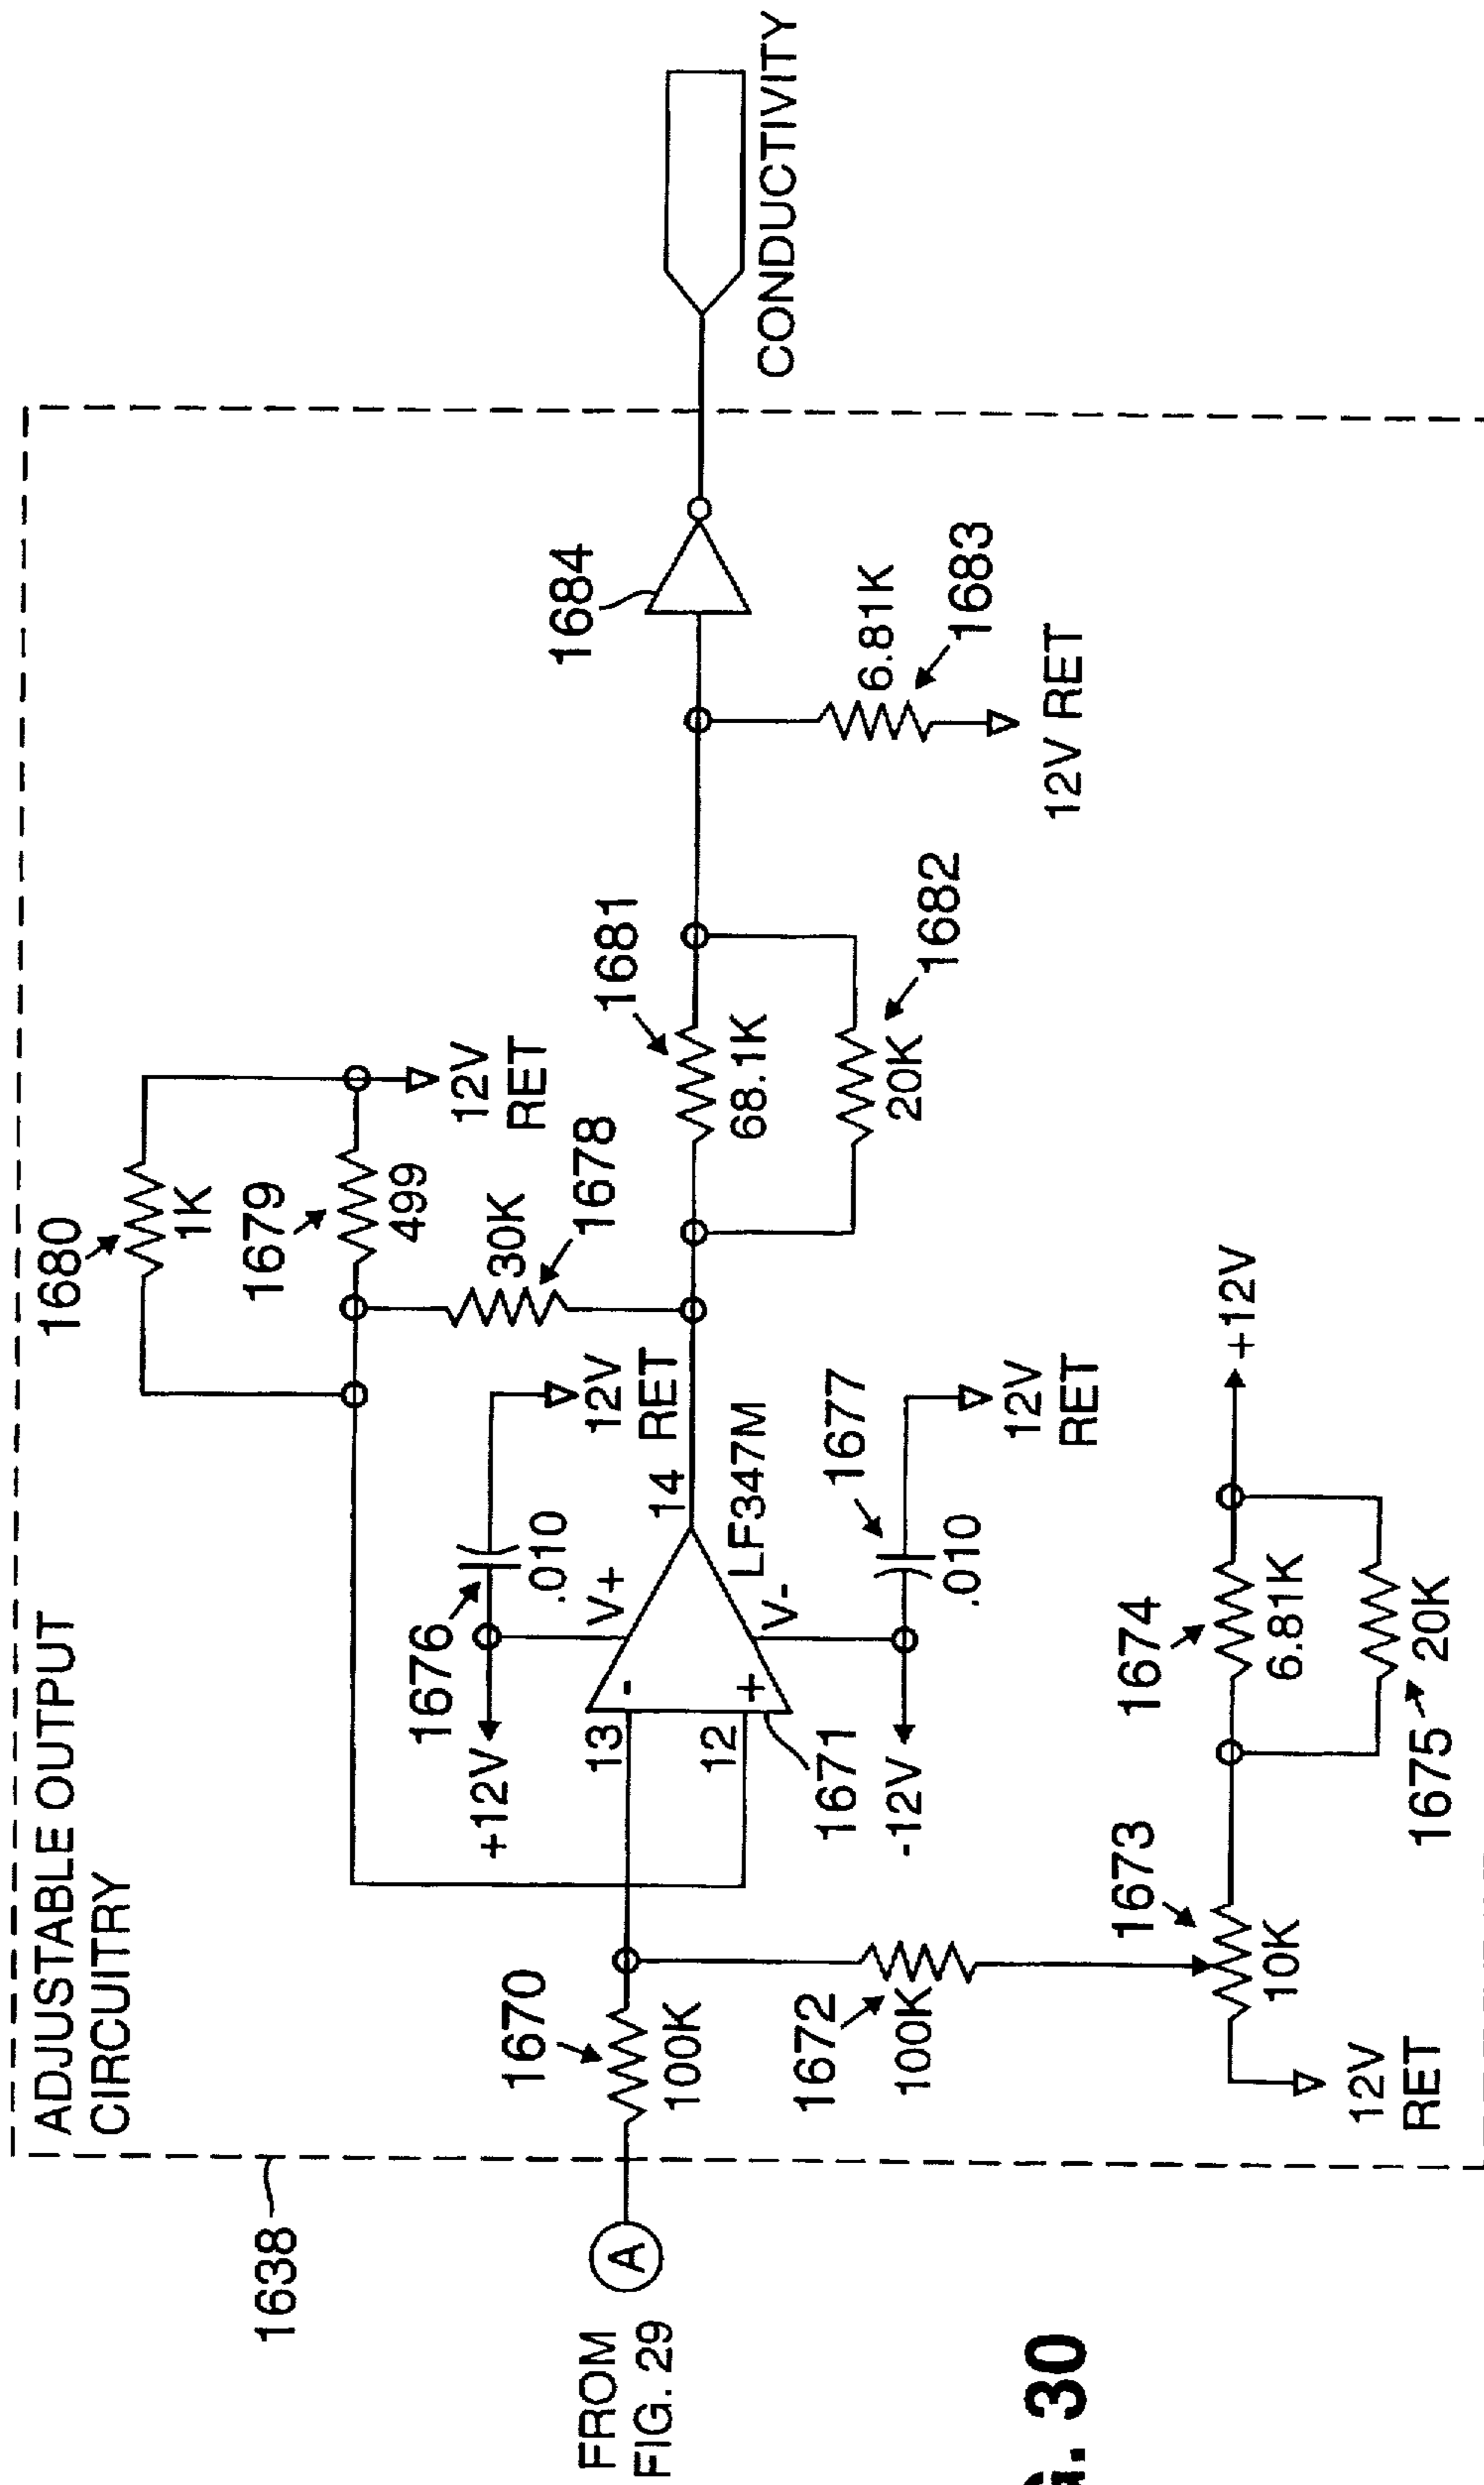 ADJUSTABLE OUTPUT
CIRCUITRY
1638
FROM
FIG. 29
A
1670
100K
1672
100K
1673
10K
12V
RET
1674
6.81K
1675
20K
+12V
13
12
-
+
1671
14
LF347M
V+
V-
+12V
1676
.010
12V
RET
-12V
1677
.010
12V
RET
1680
1K
1679
499
12V
RET
30K
1678
1681
68.1K
20K
1682
1684
6.81K
1683
12V RET
CONDUCTIVITY
G. 30